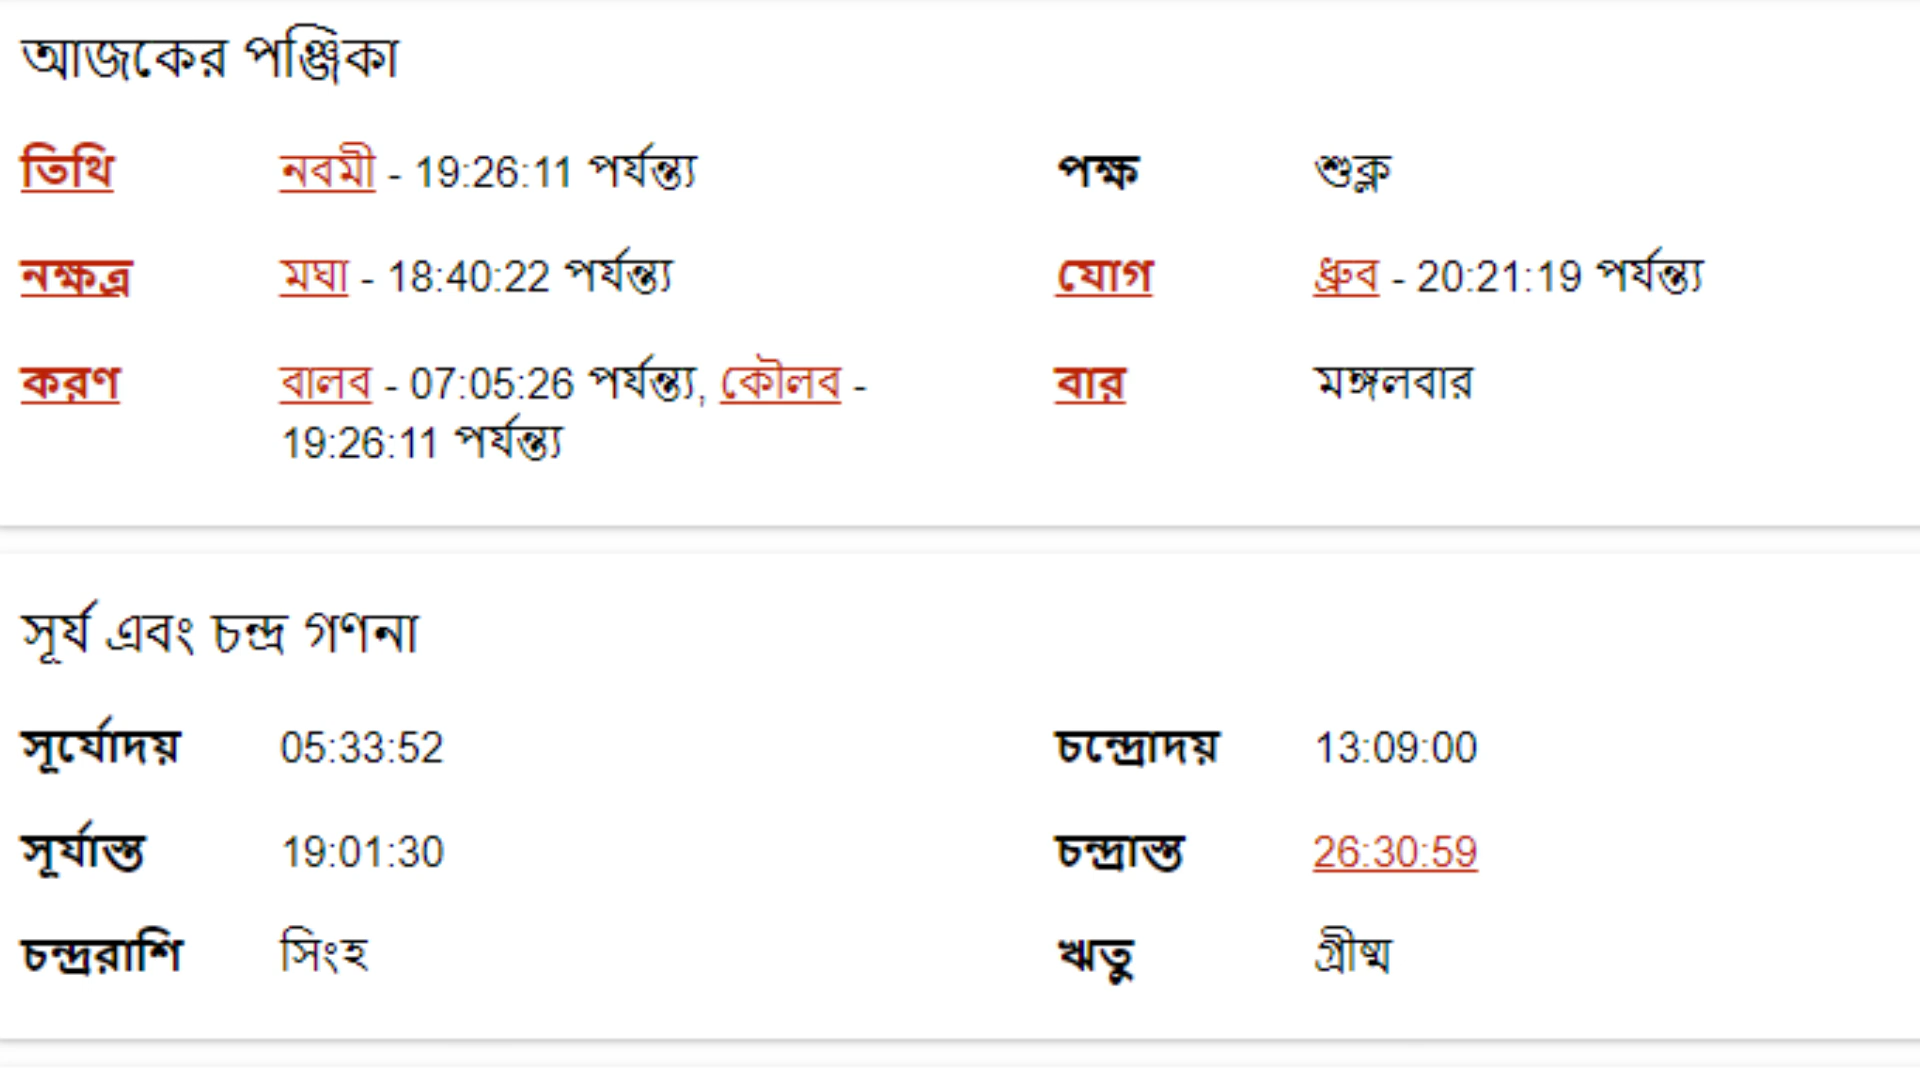 আজকের পঞ্জিকা
তিথি নবমী - 19:26:11 পর্যন্ত্য পক্ষ শুক্ল
নক্ষত্র মঘা - 18:40:22 পর্যন্ত্য যোগ ধ্রুব - 20:21:19 পর্যন্ত্য
করণ বালব - 07:05:26 পর্যন্ত্য, কৌলব - বার মঙ্গলবার
19:26:11 পর্যন্ত্য
সূর্য এবং চন্দ্র গণনা
সূর্যোদয় 05:33:52 চন্দ্রোদয় 13:09:00
সূর্যাস্ত 19:01:30 চন্দ্রাস্ত 26:30:59
চন্দ্ররাশি সিংহ ঋতু গ্রীষ্ম